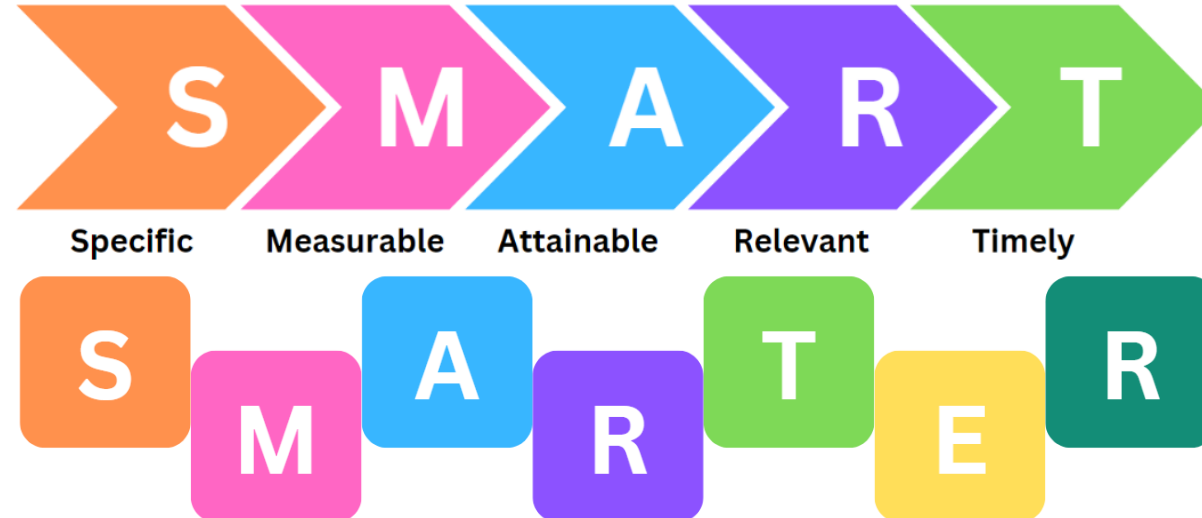 S M A R T
Specific Measurable Attainable Relevant Timely
S M A R T E R